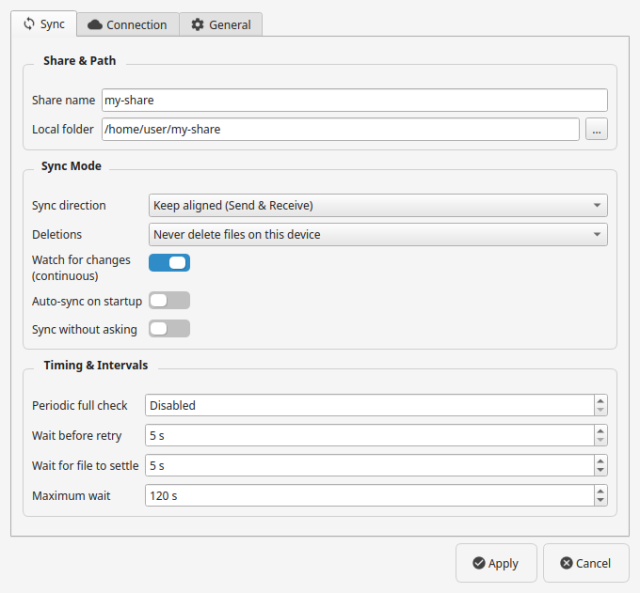 Sync Connection General
Share & Path
Share name my-share
Local folder /home/user/my-share ...
Sync Mode
Sync direction Keep aligned (Send & Receive)
Deletions Never delete files on this device
Watch for changes
(continuous)
Auto-sync on startup
Sync without asking
Timing & Intervals
Periodic full check Disabled
Wait before retry 5 s
Wait for file to settle 5 s
Maximum wait 120 s
Apply Cancel